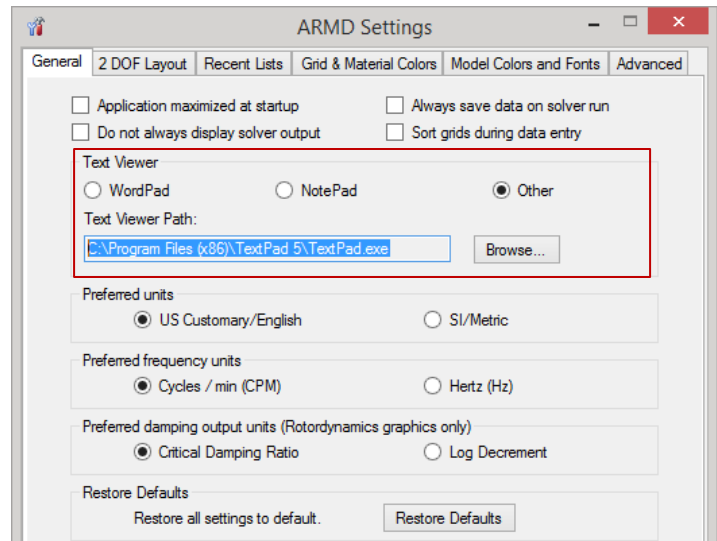 ARMD Settings
General 2 DOF Layout Recent Lists Grid & Material Colors Model Colors and Fonts Advanced
Application maximized at startup Always save data on solver run
Do not always display solver output Sort grids during data entry
Text Viewer
WordPad NotePad Other
Text Viewer Path:
C:\Program Files (x86)\TextPad 5\TextPad.exe Browse...
Preferred units
US Customary/English SI/Metric
Preferred frequency units
Cycles / min (CPM) Hertz (Hz)
Preferred damping output units (Rotordynamics graphics only)
Critical Damping Ratio Log Decrement
Restore Defaults
Restore all settings to default. Restore Defaults